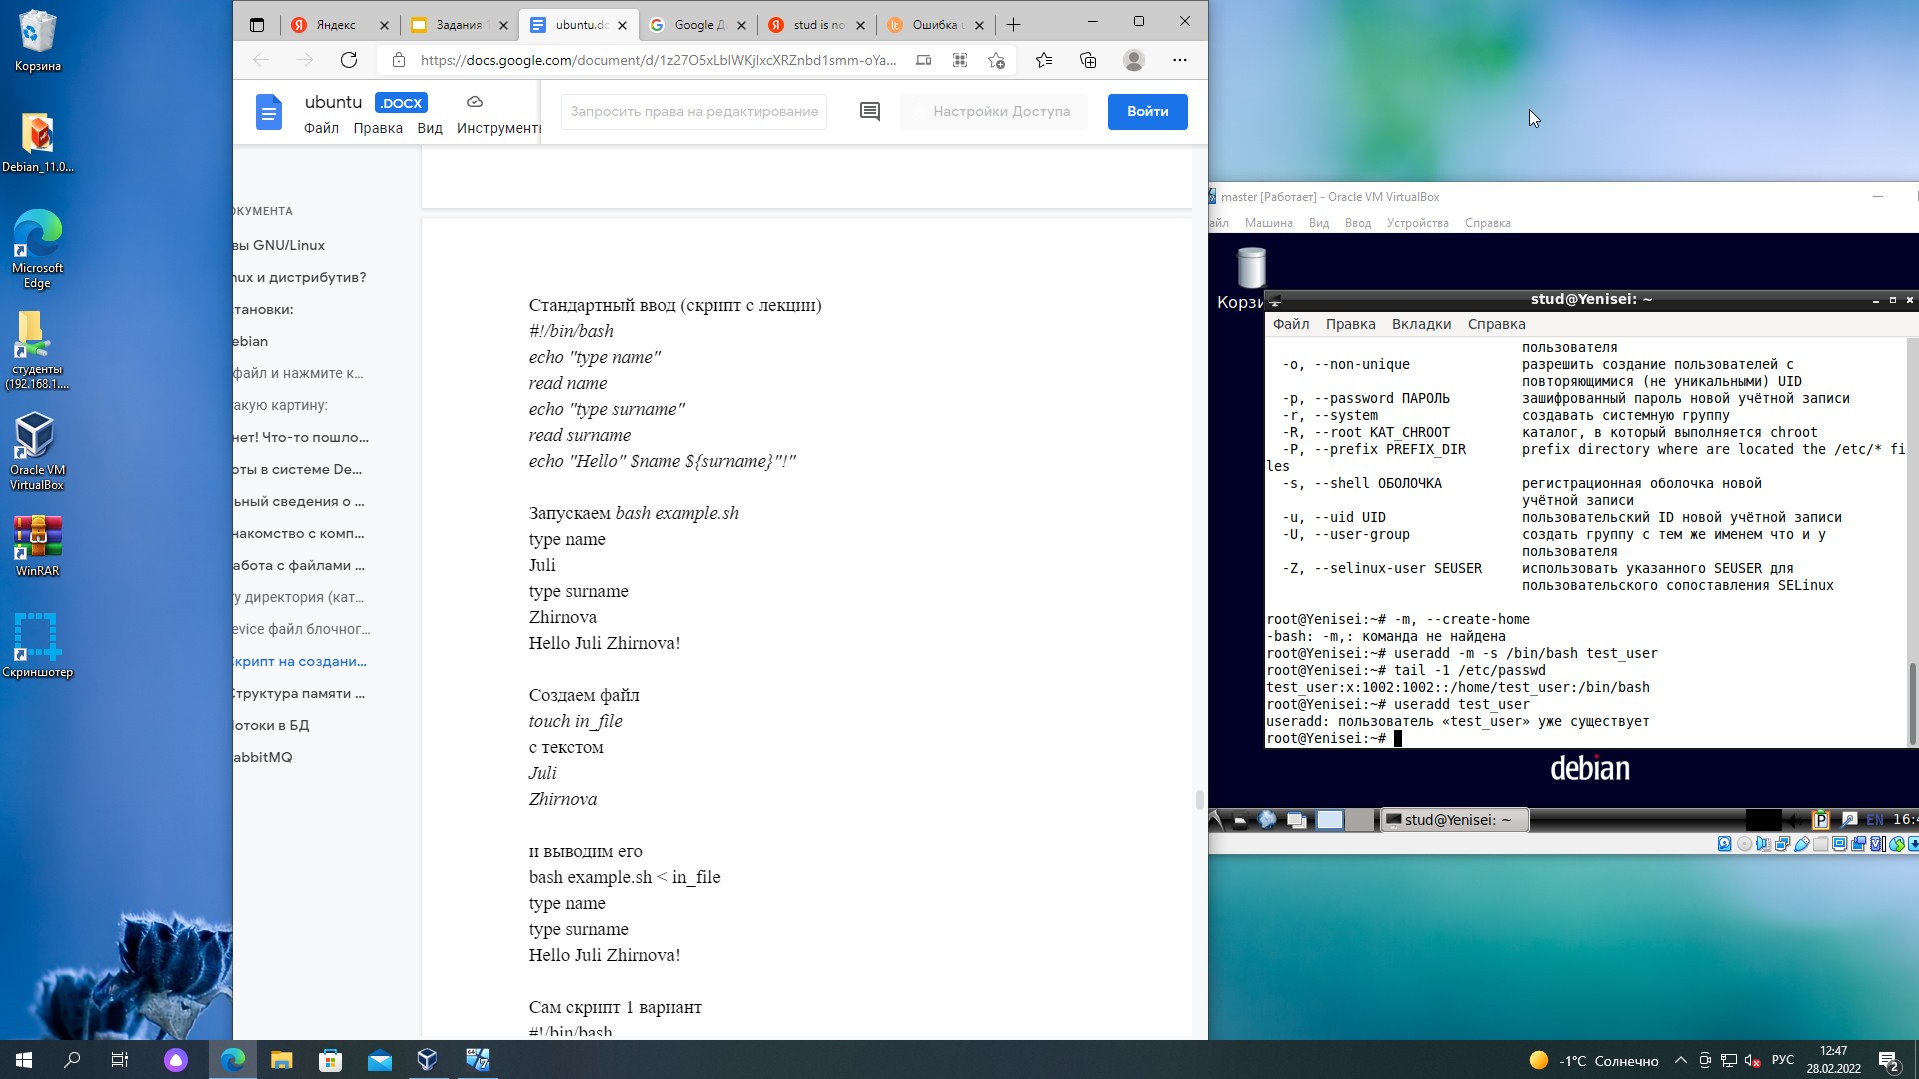 Корзина
Debian_11.0...
Microsoft
Edge
студенты
(192.168.1....
Oracle VM
VirtualBox
WinRAR
Скриншотер
Яндекс
Задания
ubuntu.do
Google Д
stud is no
Ошибка
https://docs.google.com/document/d/1z27O5xLblWKjlxcXRZnbd1smm-oYa...
ubuntu .DOCX
Файл Правка Вид Инструменты
Запросить права на редактирование
Настройки Доступа
Войти
ОКУМЕНТА
вы GNU/Linux
nux и дистрибутив?
тановки:
ebian
файл и нажмите к...
акую картину:
нет! Что-то пошло...
оты в системе De...
ьный сведения о ...
накомство с комп...
абота с файлами ...
ту директория (кат...
evice файл блочног...
Скрипт на создани...
Структура памяти ...
Потоки в БД
abbitMQ
Стандартный ввод (скрипт с лекции)
#!/bin/bash
echo "type name"
read name
echo "type surname"
read surname
echo "Hello" $name ${surname}"!"
Запускаем bash example.sh
type name
Juli
type surname
Zhirnova
Hello Juli Zhirnova!
Создаем файл
touch in_file
с текстом
Juli
Zhirnova
и выводим его
bash example.sh < in_file
type name
type surname
Hello Juli Zhirnova!
Сам скрипт 1 вариант
#!/bin/bash
master [Работает] - Oracle VM VirtualBox
айл Машина Вид Ввод Устройства Справка
Корзи
stud@Yenisei: ~
Файл Правка Вкладки Справка
пользователя
-o, --non-unique разрешить создание пользователей с
повторяющимися (не уникальными) UID
-p, --password ПАРОЛЬ зашифрованный пароль новой учётной записи
-r, --system создавать системную группу
-R, --root KAT_CHROOT каталог, в который выполняется chroot
-P, --prefix PREFIX_DIR prefix directory where are located the /etc/* fi
les
-s, --shell ОБОЛОЧКА регистрационная оболочка новой
учётной записи
-u, --uid UID пользовательский ID новой учётной записи
-U, --user-group создать группу с тем же именем что и у
пользователя
-Z, --selinux-user SEUSER использовать указанного SEUSER для
пользовательского сопоставления SELinux
root@Yenisei:~# -m, --create-home
-bash: -m,: команда не найдена
root@Yenisei:~# useradd -m -s /bin/bash test_user
root@Yenisei:~# tail -1 /etc/passwd
test_user:x:1002:1002::/home/test_user:/bin/bash
root@Yenisei:~# useradd test_user
useradd: пользователь «test_user» уже существует
root@Yenisei:~#
debian
stud@Yenisei: ~
EN 16:4
-1°C Солнечно
РУС
12:47
28.02.2022
2